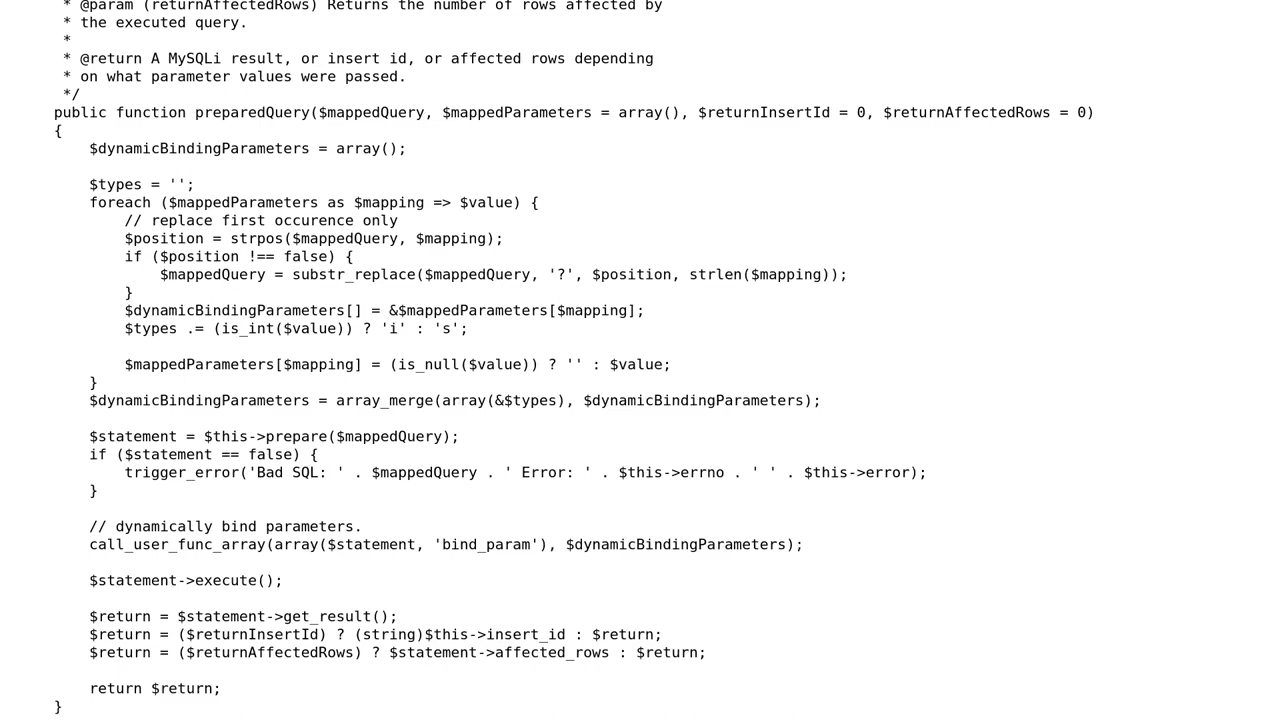 * @param (returnAffectedRows) Returns the number of rows affected by
 * the executed query.
 *
 * @return A MySQLi result, or insert id, or affected rows depending
 * on what parameter values were passed.
 */
public function preparedQuery($mappedQuery, $mappedParameters = array(), $returnInsertId = 0, $returnAffectedRows = 0)
{
    $dynamicBindingParameters = array();

    $types = '';
    foreach ($mappedParameters as $mapping => $value) {
        // replace first occurence only
        $position = strpos($mappedQuery, $mapping);
        if ($position !== false) {
            $mappedQuery = substr_replace($mappedQuery, '?', $position, strlen($mapping));
        }
        $dynamicBindingParameters[] = &$mappedParameters[$mapping];
        $types .= (is_int($value)) ? 'i' : 's';

        $mappedParameters[$mapping] = (is_null($value)) ? '' : $value;
    }
    $dynamicBindingParameters = array_merge(array(&$types), $dynamicBindingParameters);

    $statement = $this->prepare($mappedQuery);
    if ($statement == false) {
        trigger_error('Bad SQL: ' . $mappedQuery . ' Error: ' . $this->errno . ' ' . $this->error);
    }

    // dynamically bind parameters.
    call_user_func_array(array($statement, 'bind_param'), $dynamicBindingParameters);

    $statement->execute();

    $return = $statement->get_result();
    $return = ($returnInsertId) ? (string)$this->insert_id : $return;
    $return = ($returnAffectedRows) ? $statement->affected_rows : $return;

    return $return;
}